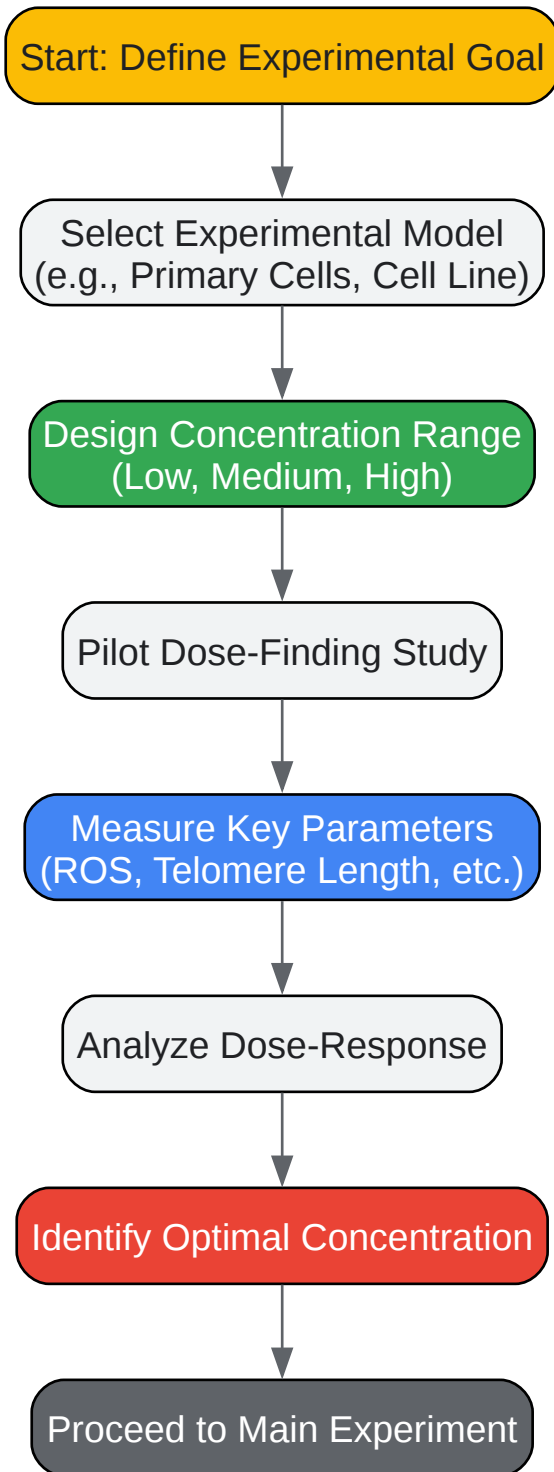 Start: Define Experimental Goal
Select Experimental Model
(e.g., Primary Cells, Cell Line)
Design Concentration Range
(Low, Medium, High)
Pilot Dose-Finding Study
Measure Key Parameters
(ROS, Telomere Length, etc.)
Analyze Dose-Response
Identify Optimal Concentration
Proceed to Main Experiment